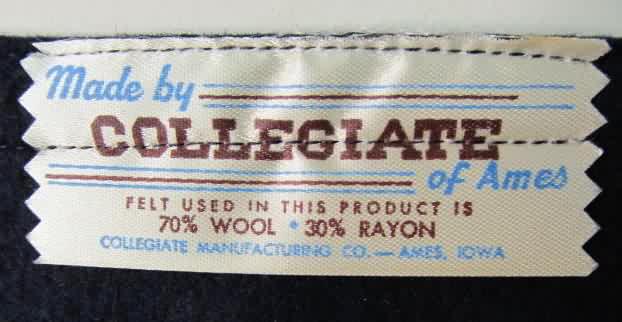 Made by
COLLEGIATE
of Ames
FELT USED IN THIS PRODUCT IS
70% WOOL • 30% RAYON
COLLEGIATE MANUFACTURING CO. — AMES, IOWA